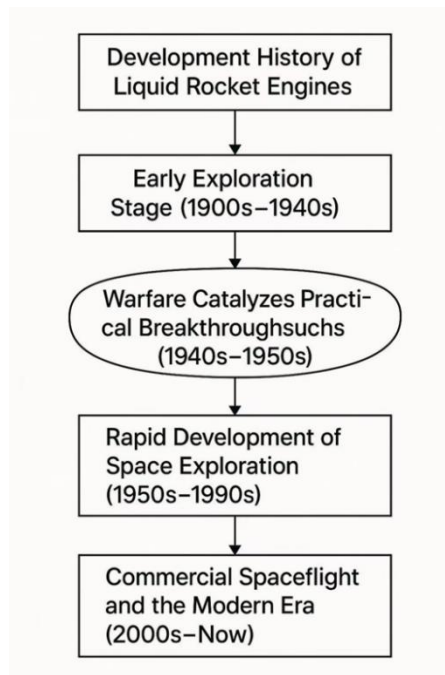 Development History of
Liquid Rocket Engines
Early Exploration
Stage (1900s–1940s)
Warfare Catalyzes Practi-
cal Breakthroughsuchs
(1940s–1950s)
Rapid Development of
Space Exploration
(1950s–1990s)
Commercial Spaceflight
and the Modern Era
(2000s–Now)